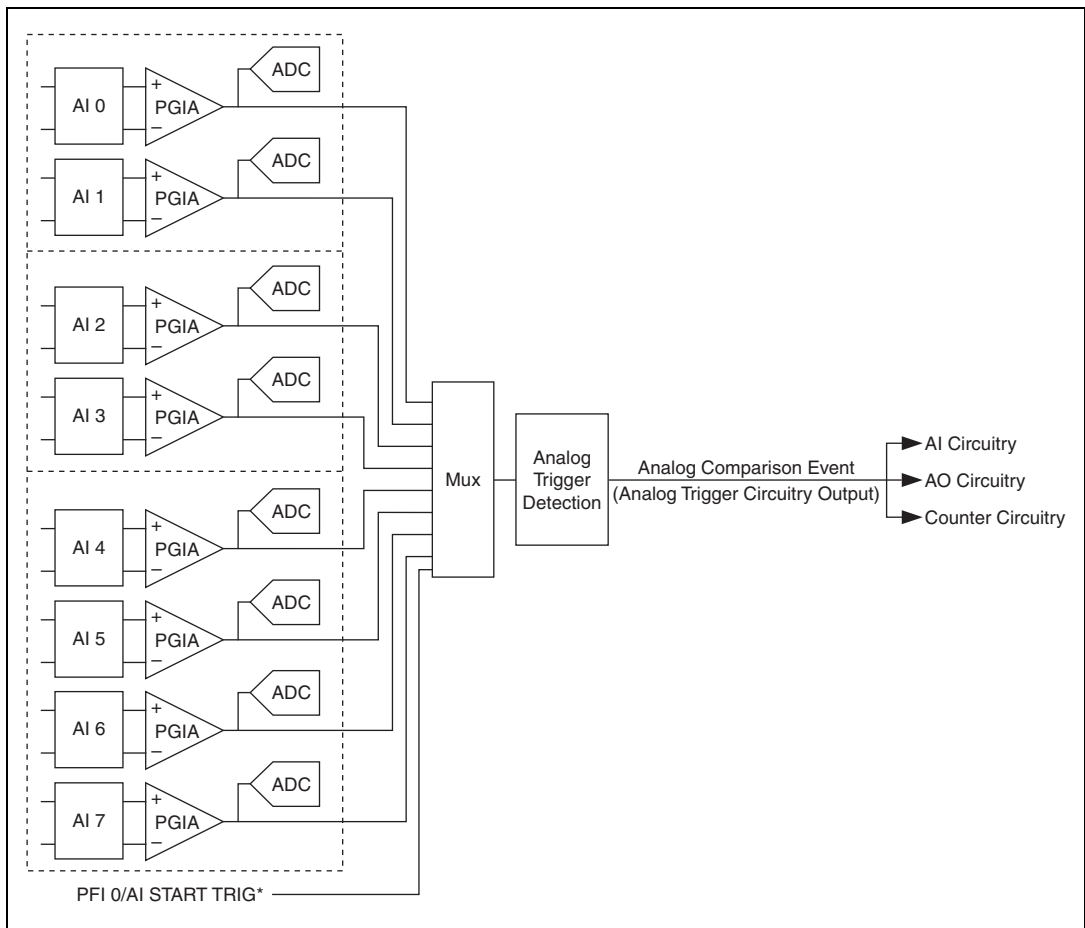 ADC
AI 0
+
PGIA
−
ADC
AI 1
+
PGIA
−
ADC
AI 2
+
PGIA
−
ADC
AI 3
+
PGIA
−
ADC
AI 4
+
PGIA
−
ADC
AI 5
+
PGIA
−
ADC
AI 6
+
PGIA
−
ADC
AI 7
+
PGIA
−
PFI 0/AI START TRIG*
Mux
Analog
Trigger
Detection
Analog Comparison Event
(Analog Trigger Circuitry Output)
AI Circuitry
AO Circuitry
Counter Circuitry